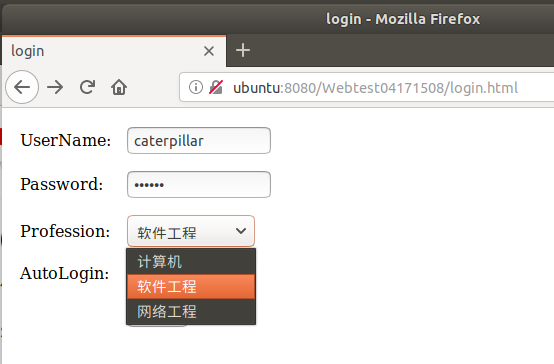 login - Mozilla Firefox
login
ubuntu:8080/Webtest04171508/login.html
UserName: caterpillar
Password: ••••••
Profession: 软件工程
计算机
AutoLogin: 软件工程
网络工程